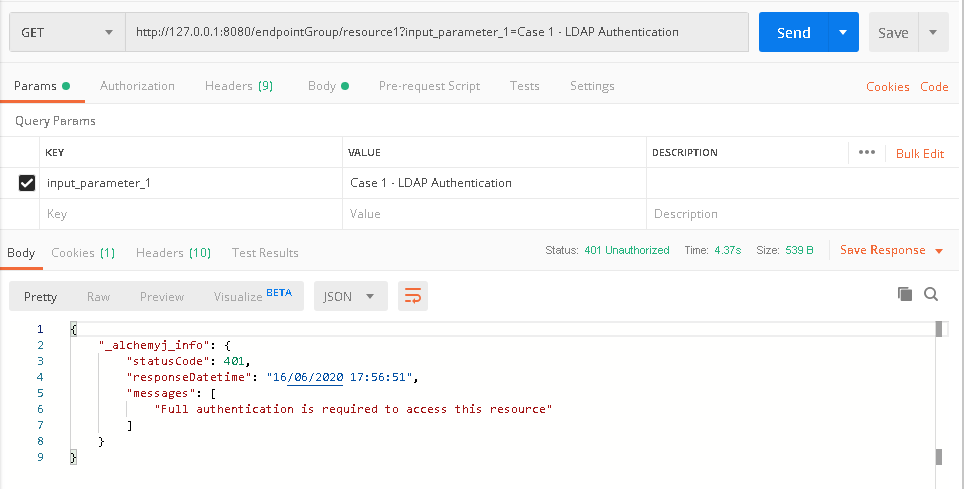 GET http://127.0.0.1:8080/endpointGroup/resource1?input_parameter_1=Case 1 - LDAP Authentication Send Save
Params Authorization Headers (9) Body Pre-request Script Tests Settings Cookies Code
Query Params
KEY VALUE DESCRIPTION ••• Bulk Edit
input_parameter_1 Case 1 - LDAP Authentication
Key Value Description
Body Cookies (1) Headers (10) Test Results Status: 401 Unauthorized Time: 4.37s Size: 539 B Save Response
Pretty Raw Preview Visualize BETA JSON
1 {
2 "_alchemyj_info": {
3 "statusCode": 401,
4 "responseDatetime": "16/06/2020 17:56:51",
5 "messages": [
6 "Full authentication is required to access this resource"
7 ]
8 }
9 }